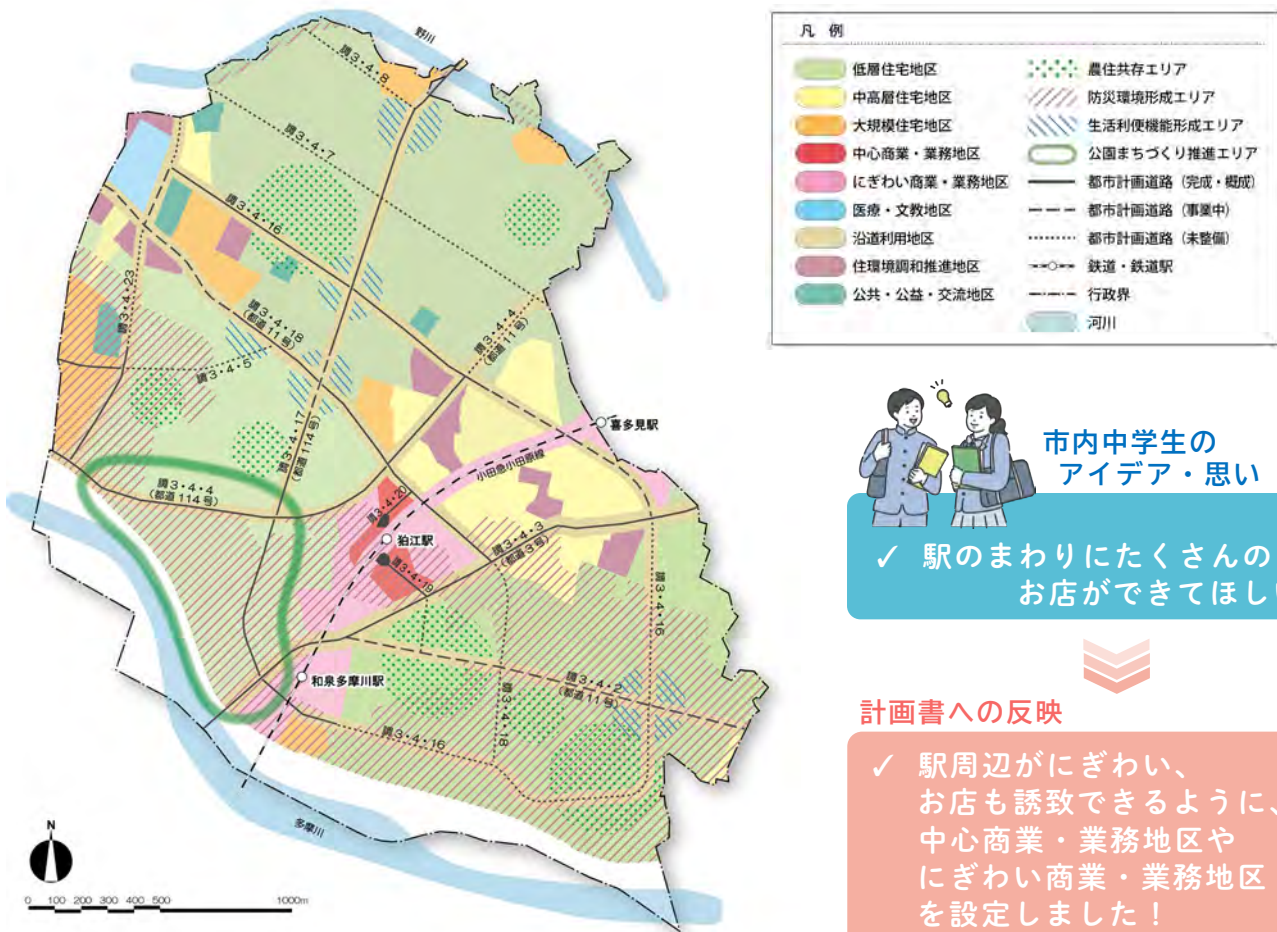 野川
調3・4・8
調3・4・7
調3・4・16
調3・4・23
調3・4・18
(都道11号)
調3・4・4
(都道11号)
調3・4・5
調3・4・17
(都道114号)
喜多見駅
小田急小田原線
調3・4・4
(都道114号)
調3・4・20
狛江駅
調3・4・3
(都道3号)
調3・4・19
調3・4・16
和泉多摩川駅
調3・4・2
(都道11号)
調3・4・18
調3・4・16
多摩川
N
0 100 200 300 400 500 1000m
凡 例
低層住宅地区
中高層住宅地区
大規模住宅地区
中心商業・業務地区
にぎわい商業・業務地区
医療・文教地区
沿道利用地区
住環境調和推進地区
公共・公益・交流地区
農住共存エリア
防災環境形成エリア
生活利便機能形成エリア
公園まちづくり推進エリア
都市計画道路(完成・概成)
都市計画道路(事業中)
都市計画道路(未整備)
鉄道・鉄道駅
行政界
河川
市内中学生の
アイデア・思い
✓ 駅のまわりにたくさんの
お店ができてほしい
計画書への反映
✓ 駅周辺がにぎわい、
お店も誘致できるように、
中心商業・業務地区や
にぎわい商業・業務地区
を設定しました!